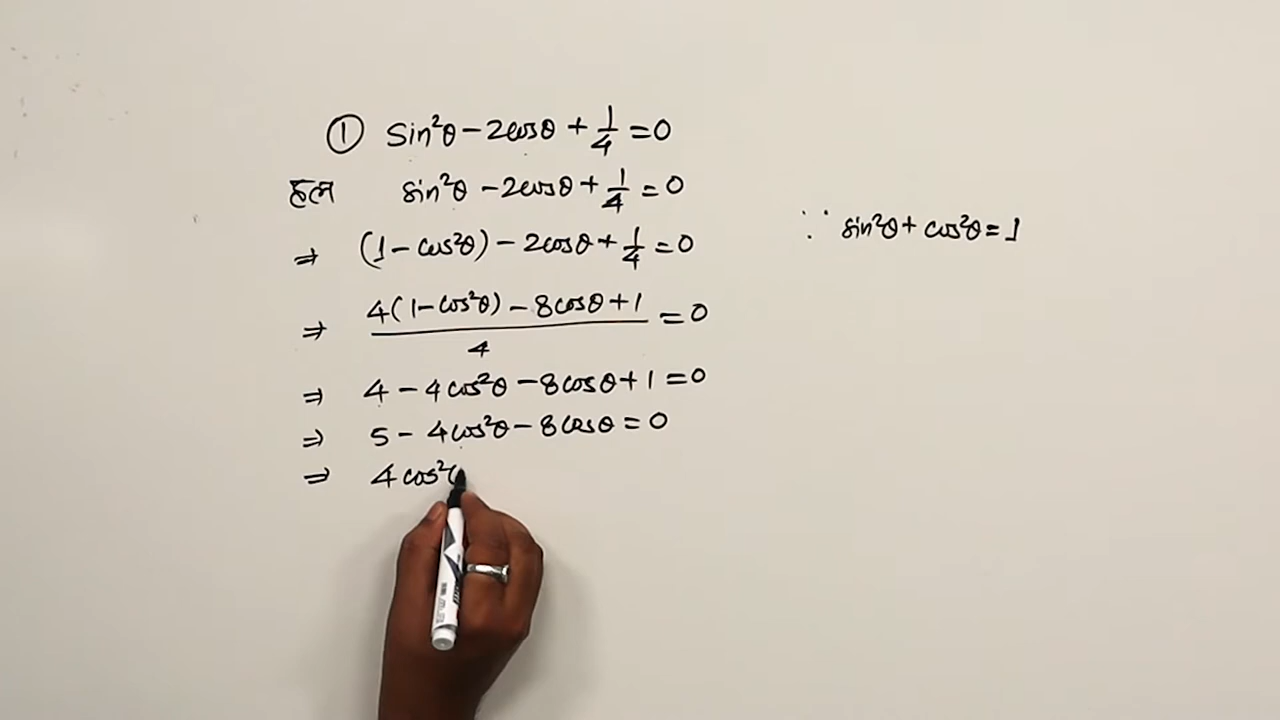 ① Sin²θ - 2cosθ + 1/4 = 0
हल sin²θ - 2cosθ + 1/4 = 0
⇒ (1 - cos²θ) - 2cosθ + 1/4 = 0
∵ sin²θ + cos²θ = 1
⇒ 4(1 - cos²θ) - 8cosθ + 1 / 4 = 0
⇒ 4 - 4cos²θ - 8cosθ + 1 = 0
⇒ 5 - 4cos²θ - 8cosθ = 0
⇒ 4cos²